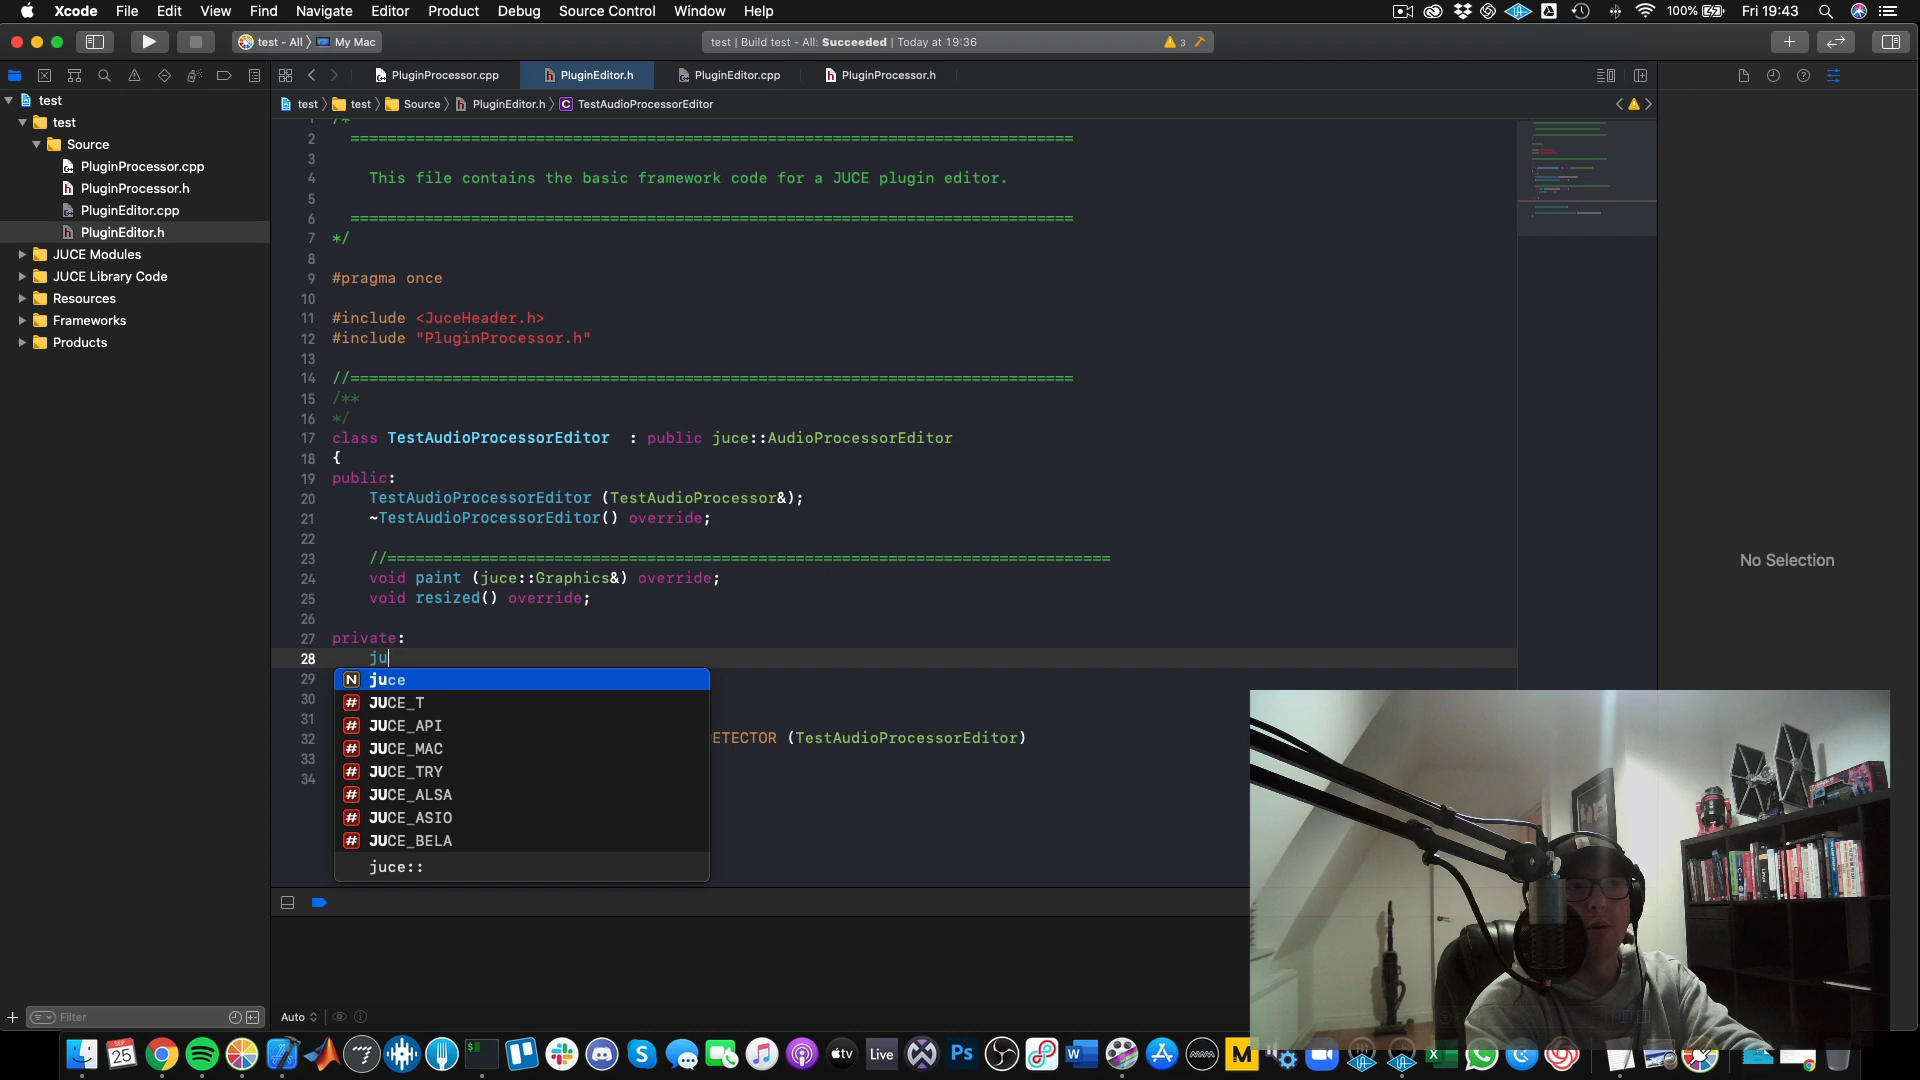 Xcode File Edit View Find Navigate Editor Product Debug Source Control Window Help
100% Fri 19:43
test - All 〉 My Mac
test | Build test - All: Succeeded | Today at 19:36
3
PluginProcessor.cpp PluginEditor.h PluginEditor.cpp PluginProcessor.h
test
test 〉 test 〉 Source 〉 PluginEditor.h 〉 C TestAudioProcessorEditor
test
Source
PluginProcessor.cpp
PluginProcessor.h
PluginEditor.cpp
PluginEditor.h
JUCE Modules
JUCE Library Code
Resources
Frameworks
Products
1 /*
2 ==============================================================================
3
4 This file contains the basic framework code for a JUCE plugin editor.
5
6 ==============================================================================
7 */
8
9 #pragma once
10
11 #include <JuceHeader.h>
12 #include "PluginProcessor.h"
13
14 //==============================================================================
15 /**
16 */
17 class TestAudioProcessorEditor : public juce::AudioProcessorEditor
18 {
19 public:
20 TestAudioProcessorEditor (TestAudioProcessor&);
21 ~TestAudioProcessorEditor() override;
22
23 //==============================================================================
24 void paint (juce::Graphics&) override;
25 void resized() override;
26
27 private:
28 ju
29
30
31
32 ETECTOR (TestAudioProcessorEditor)
33
34
N juce
# JUCE_T
# JUCE_API
# JUCE_MAC
# JUCE_TRY
# JUCE_ALSA
# JUCE_ASIO
# JUCE_BELA
juce::
No Selection
Filter
Auto
SEP
25
tv
Live
Ps
W
M
X